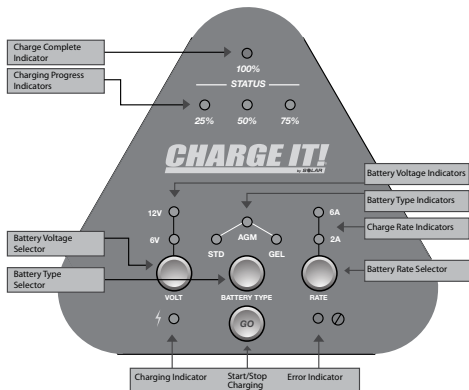 Charge Complete
Indicator
100%
Charging Progress
Indicators
STATUS
25% 50% 75%
CHARGE IT!
by SOLAR
Battery Voltage Indicators
Battery Type Indicators
12V
6A
Charge Rate Indicators
AGM
Battery Voltage
Selector
6V
2A
STD
GEL
Battery Type
Selector
Battery Rate Selector
VOLT
BATTERY TYPE
RATE
GO
Charging Indicator
Start/Stop
Charging
Error Indicator